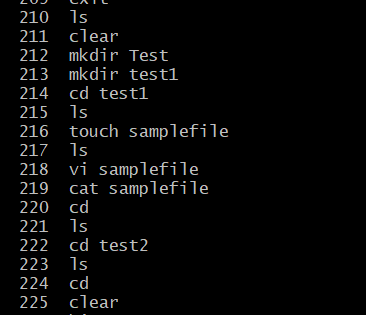 210 ls
211 clear
212 mkdir Test
213 mkdir test1
214 cd test1
215 ls
216 touch samplefile
217 ls
218 vi samplefile
219 cat samplefile
220 cd
221 ls
222 cd test2
223 ls
224 cd
225 clear